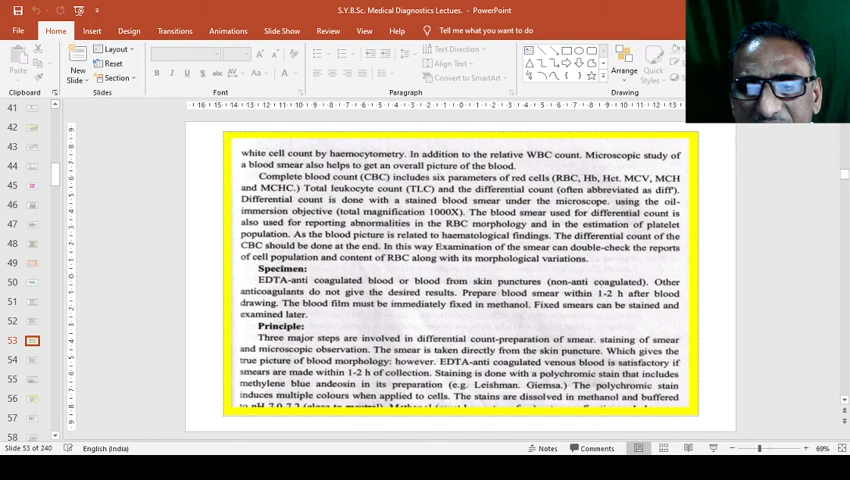 S.Y.B.Sc. Medical Diagnostics Lectues. - PowerPoint
File Home Insert Design Transitions Animations Slide Show Review View Help Tell me what you want to do
Paste
Clipboard
New Slide
Layout
Reset
Section
Slides
Font
Paragraph
Text Direction
Align Text
Convert to SmartArt
Arrange
Quick Styles
Drawing
41
42
43
44
45
46
47
48
49
50
51
52
53
54
55
56
57
58
white cell count by haemocytometry. In addition to the relative WBC count. Microscopic study of
a blood smear also helps to get an overall picture of the blood.
Complete blood count (CBC) includes six parameters of red cells (RBC, Hb, Hct. MCV, MCH
and MCHC.) Total leukocyte count (TLC) and the differential count (often abbreviated as diff').
Differential count is done with a stained blood smear under the microscope. using the oil-
immersion objective (total magnification 1000X). The blood smear used for differential count is
also used for reporting abnormalities in the RBC morphology and in the estimation of platelet
population. As the blood picture is related to haematological findings. The differential count of the
CBC should be done at the end. In this way Examination of the smear can double-check the reports
of cell population and content of RBC along with its morphological variations.
Specimen:
EDTA-anti coagulated blood or blood from skin punctures (non-anti coagulated). Other
anticoagulants do not give the desired results. Prepare blood smear within 1-2 h after blood
drawing. The blood film must be immediately fixed in methanol. Fixed smears can be stained and
examined later.
Principle:
Three major steps are involved in differential count-preparation of smear. staining of smear
and microscopic observation. The smear is taken directly from the skin puncture. Which gives the
true picture of blood morphology: however. EDTA-anti coagulated venous blood is satisfactory if
smears are made within 1-2 h of collection. Staining is done with a polychromic stain that includes
methylene blue andeosin in its preparation (e.g. Leishman. Giemsa.) The polychromic stain
induces multiple colours when applied to cells. The stains are dissolved in methanol and buffered
to pH 7.0-7.2 (close to neutral). Methanol
Slide 53 of 240 English (India) Notes Comments 69%